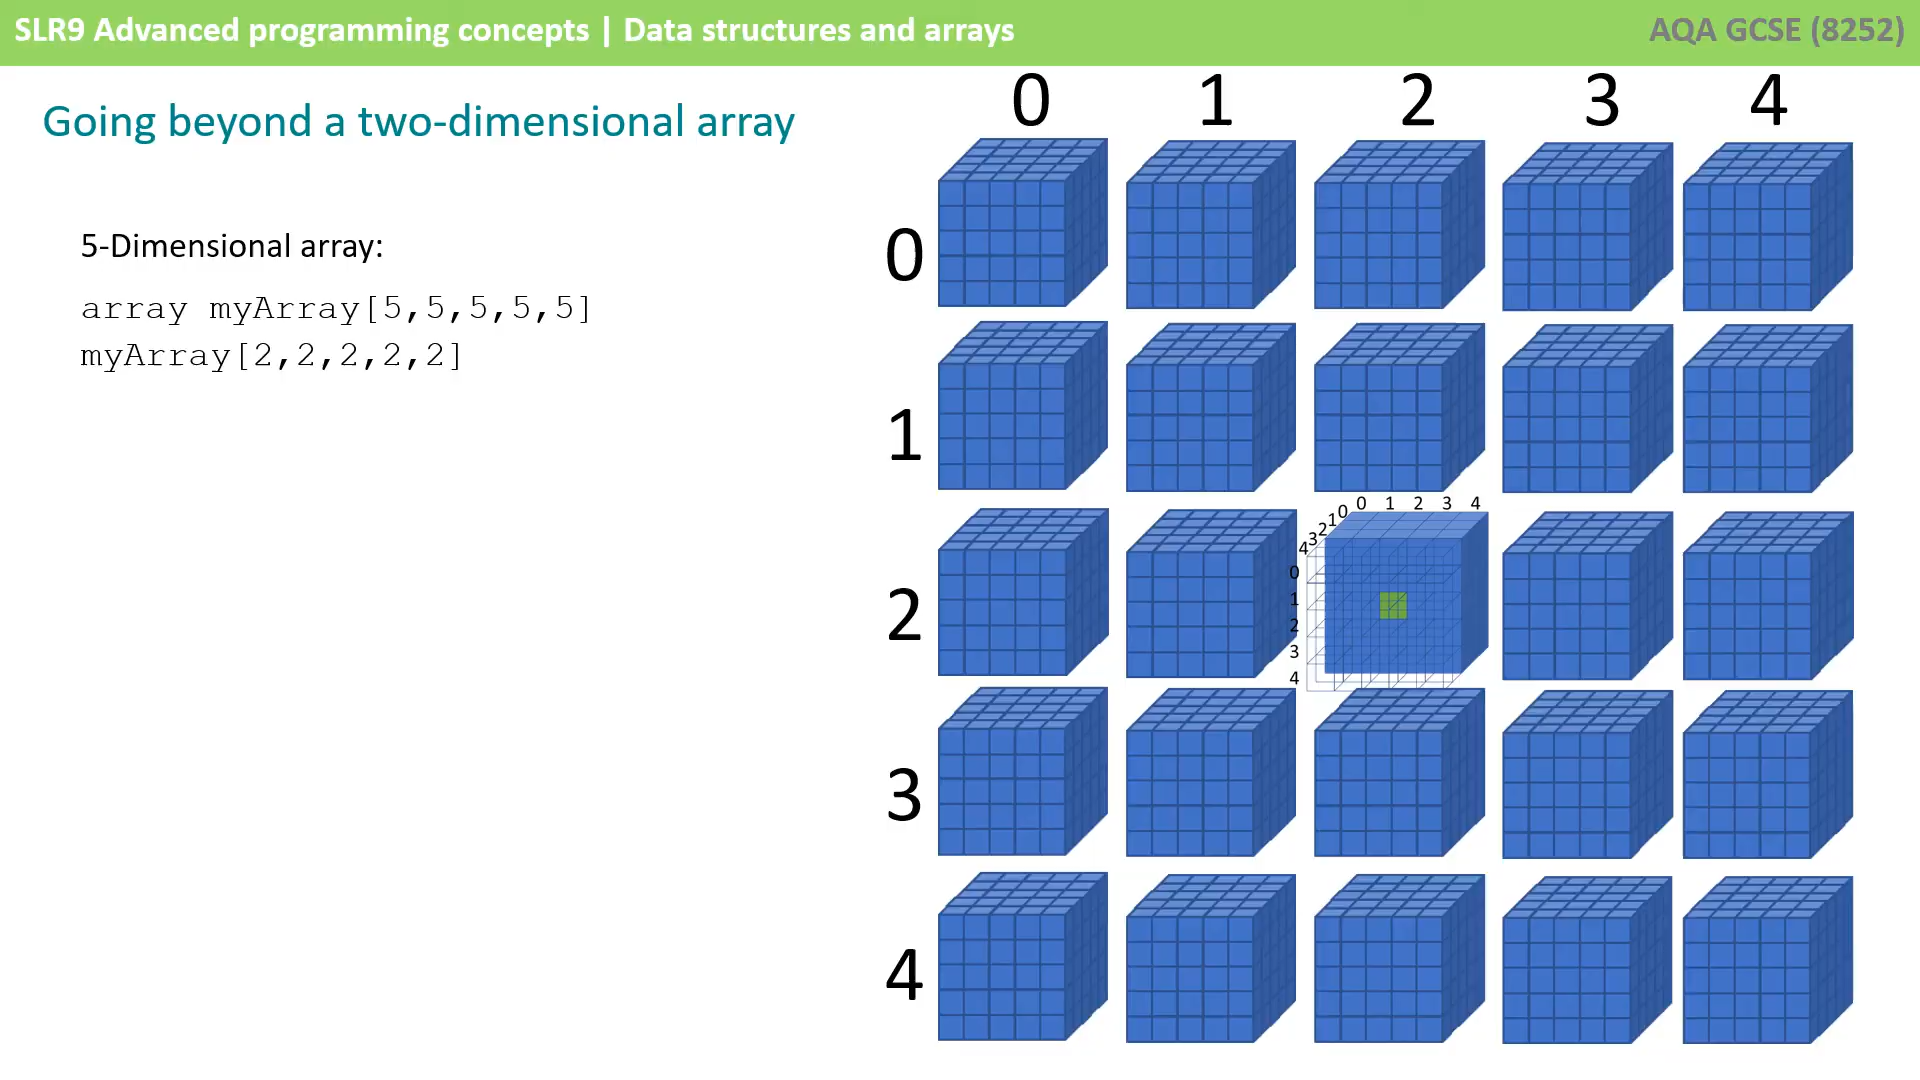 SLR9 Advanced programming concepts | Data structures and arrays
AQA GCSE (8252)
Going beyond a two-dimensional array
5-Dimensional array:
array myArray[5,5,5,5,5]
myArray[2,2,2,2,2]
0 1 2 3 4
0
1
2
0 1 2 3 4
0
1
2
3
4
0
1
2
3
4
3
4